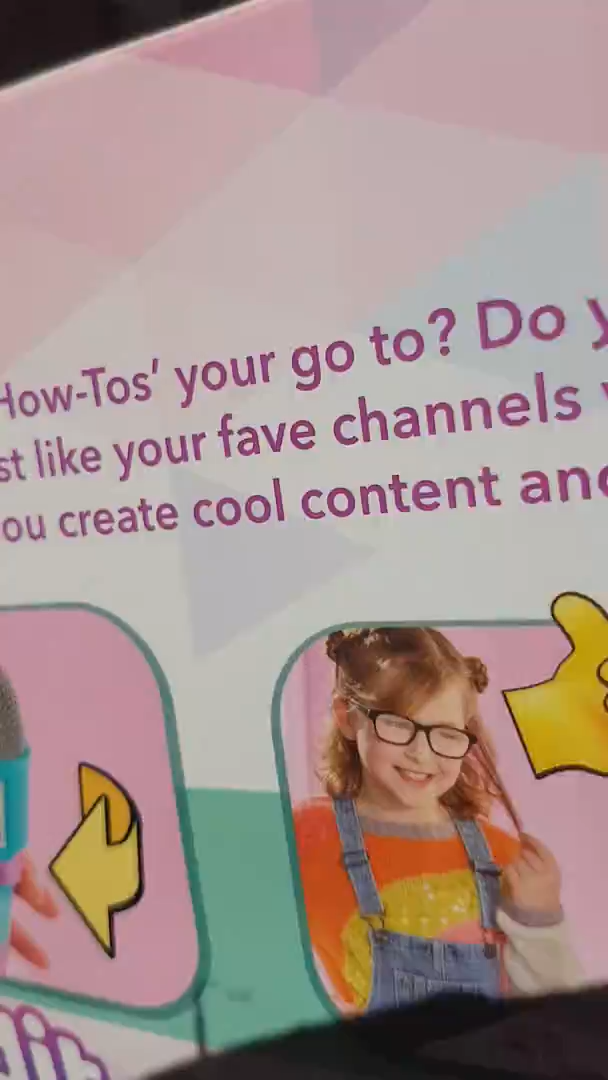 How-Tos' your go to? Do
st like your fave channels
ou create cool content and